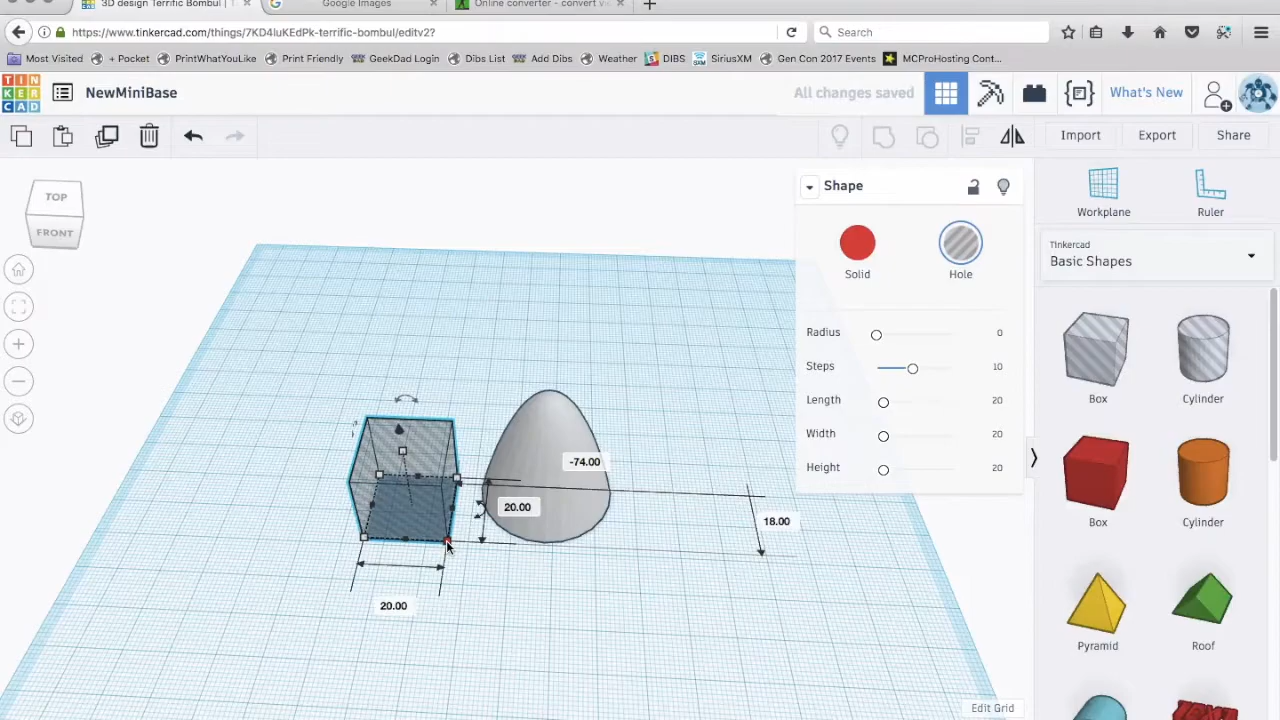 3D design Terrific Bombul |
Google Images
Online converter - convert vi
https://www.tinkercad.com/things/7KD4IuKEdPk-terrific-bombul/editv2?
Search
Most Visited
+ Pocket
PrintWhatYouLike
Print Friendly
GeekDad Login
Dibs List
Add Dibs
Weather
DIBS
SiriusXM
Gen Con 2017 Events
MCProHosting Cont...
TIN
KER
CAD
NewMiniBase
All changes saved
What's New
Import
Export
Share
TOP
FRONT
Shape
Solid
Hole
Radius
0
Steps
10
Length
20
Width
20
Height
20
Workplane
Ruler
Tinkercad
Basic Shapes
Box
Cylinder
Box
Cylinder
Pyramid
Roof
-74.00
20.00
18.00
20.00
Edit Grid